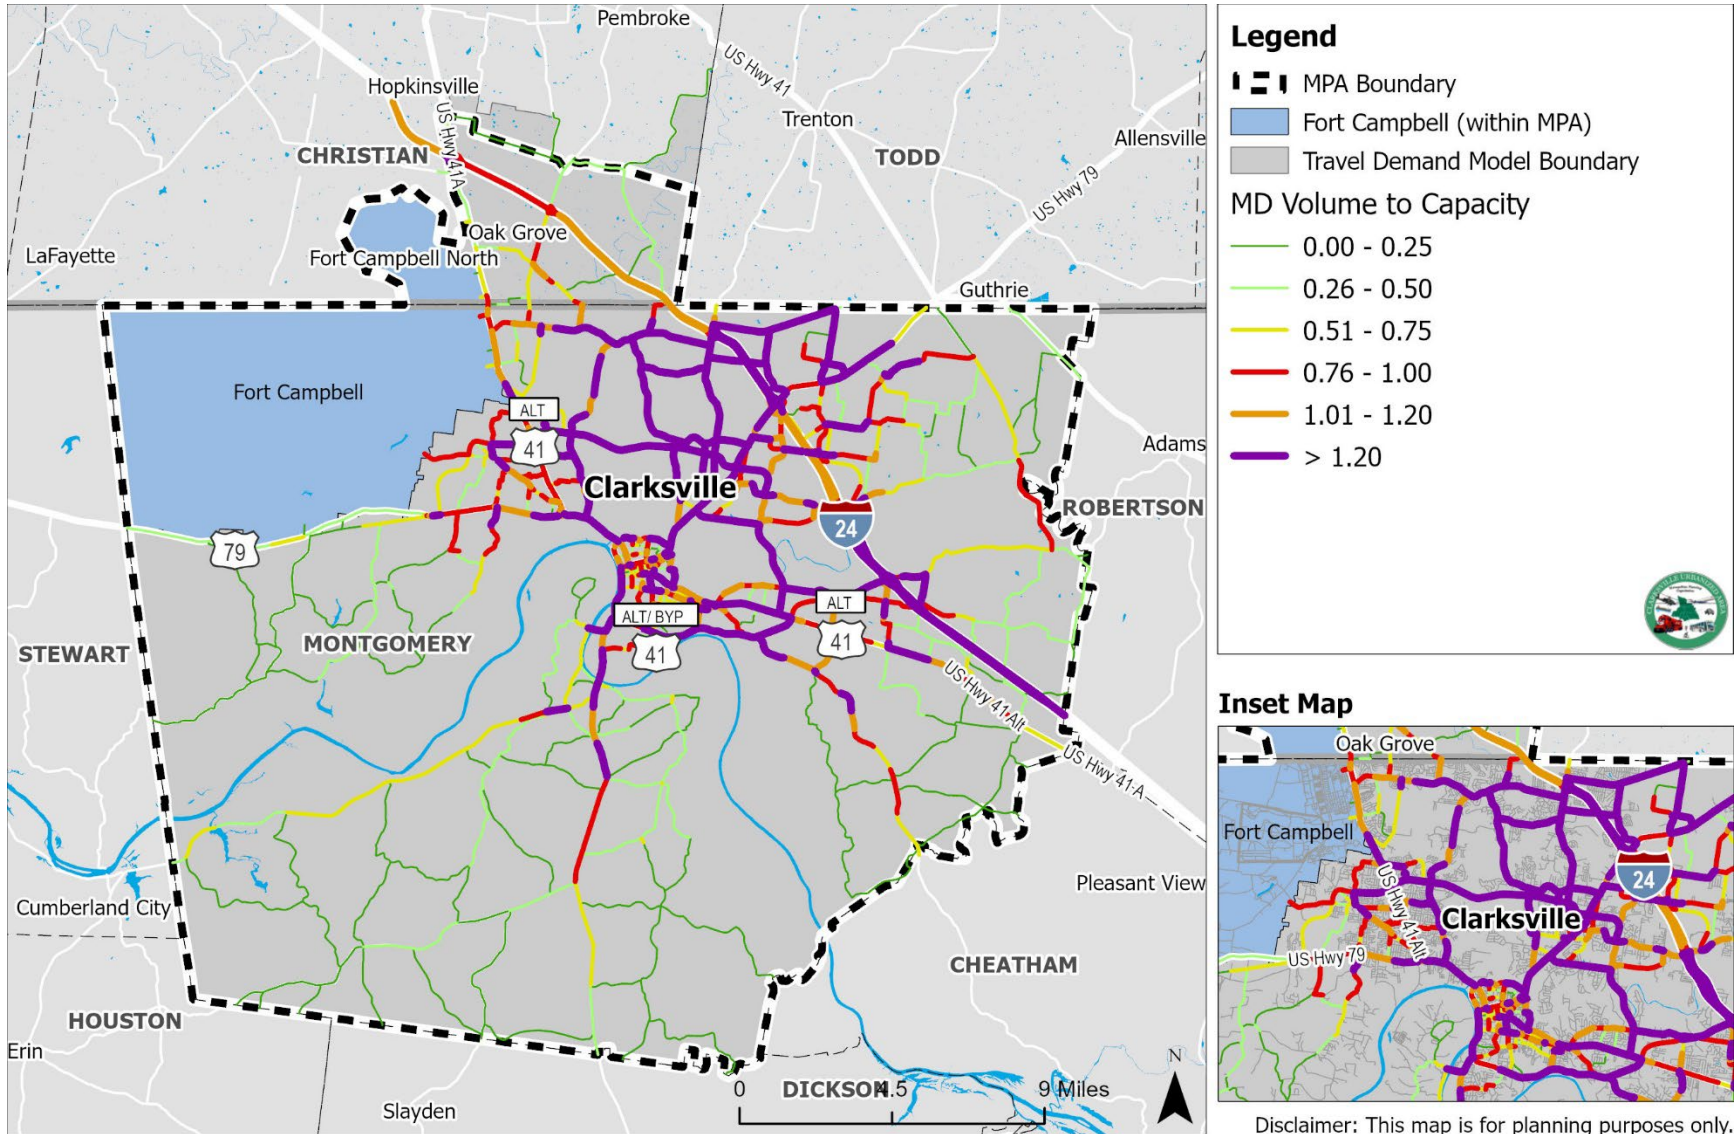 Pembroke
US Hwy 41
Hopkinsville
Trenton
Allensville
US Hwy 41A
CHRISTIAN
TODD
US Hwy 79
Oak Grove
LaFayette
Fort Campbell North
Guthrie
Fort Campbell
ALT
41
Adams
Clarksville
ROBERTSON
24
79
ALT
ALT/ BYP
41
41
MONTGOMERY
STEWART
US Hwy 41 Alt
US Hwy 41 A
Pleasant View
Cumberland City
CHEATHAM
HOUSTON
Erin
N
0
4.5
9 Miles
DICKSON
Slayden
Legend
MPA Boundary
Fort Campbell (within MPA)
Travel Demand Model Boundary
MD Volume to Capacity
0.00 - 0.25
0.26 - 0.50
0.51 - 0.75
0.76 - 1.00
1.01 - 1.20
> 1.20
Inset Map
Oak Grove
Fort Campbell
24
US Hwy 41 Alt
Clarksville
US Hwy 79
Disclaimer: This map is for planning purposes only.